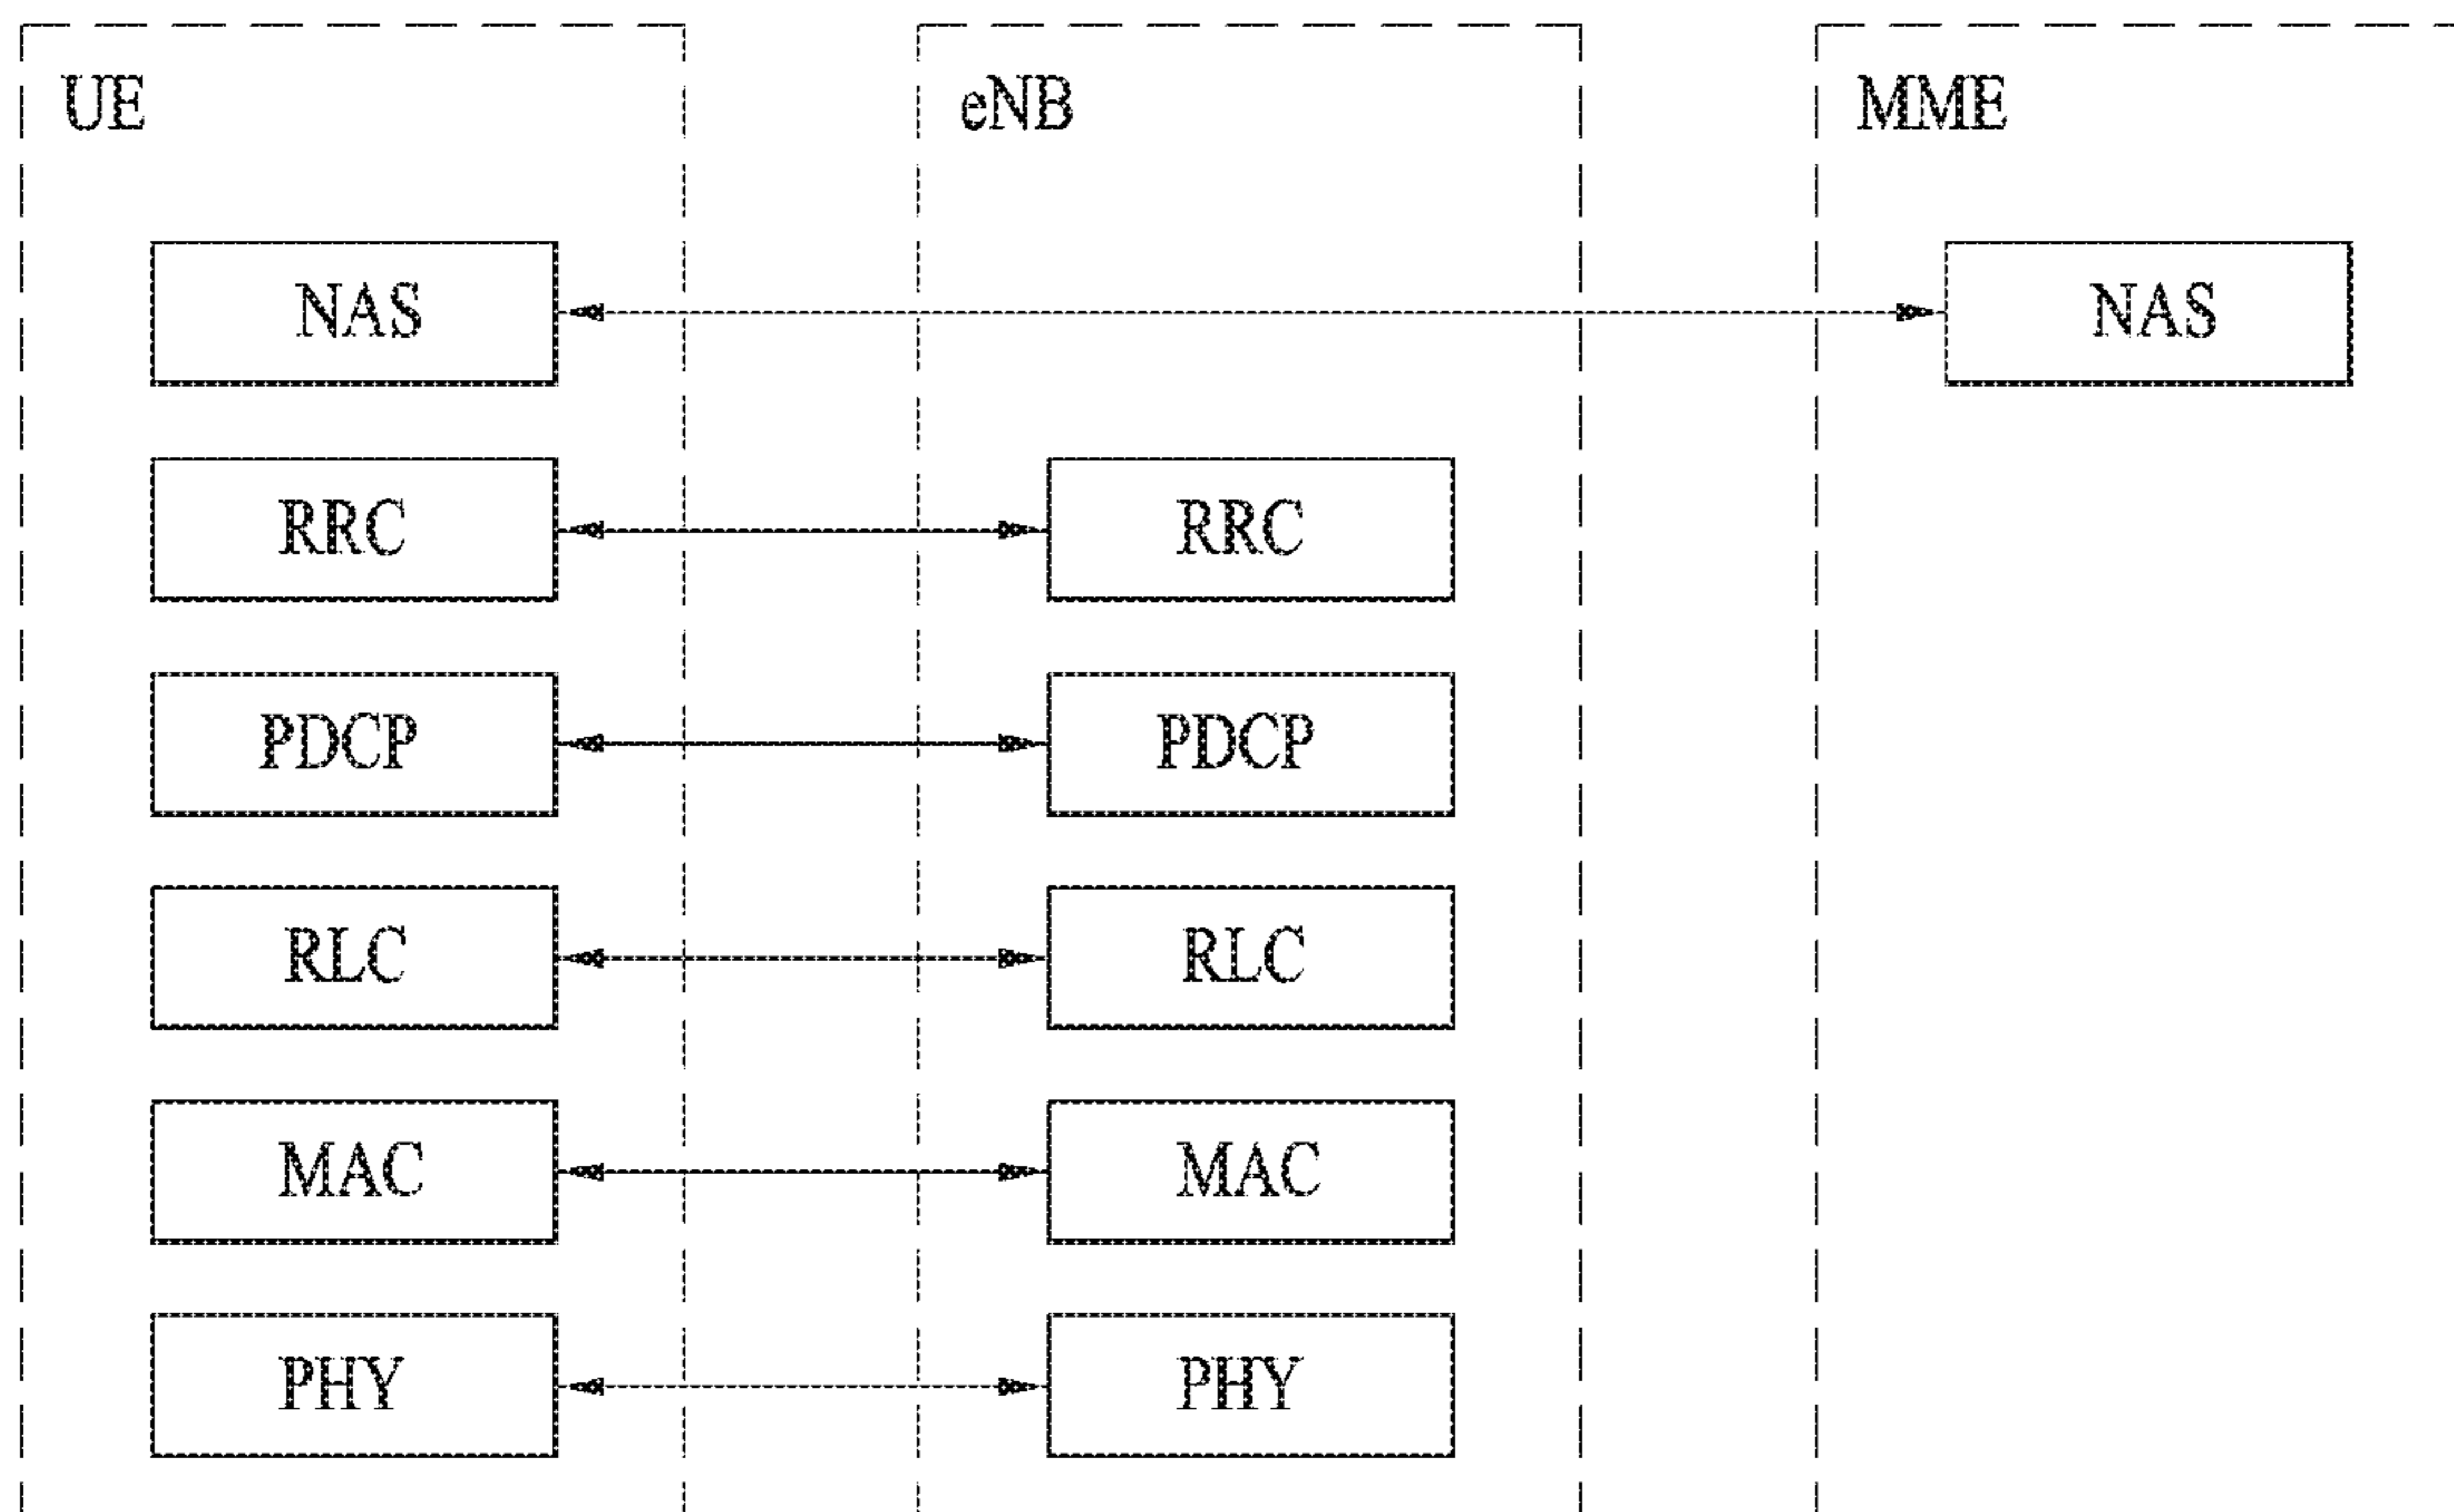 UE eNB MME
NAS NAS
RRC RRC
PDCP PDCP
RLC RLC
MAC MAC
PHY PHY